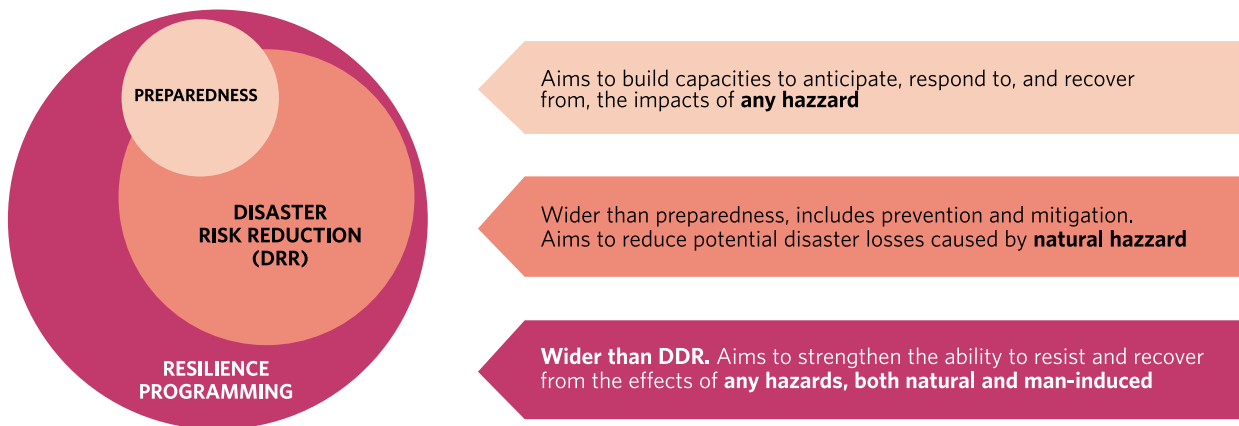 PREPAREDNESS
Aims to build capacities to anticipate, respond to, and recover
from, the impacts of any hazzard
DISASTER
RISK REDUCTION
(DRR)
Wider than preparedness, includes prevention and mitigation.
Aims to reduce potential disaster losses caused by natural hazzard
RESILIENCE
PROGRAMMING
Wider than DDR. Aims to strengthen the ability to resist and recover
from the effects of any hazards, both natural and man-induced